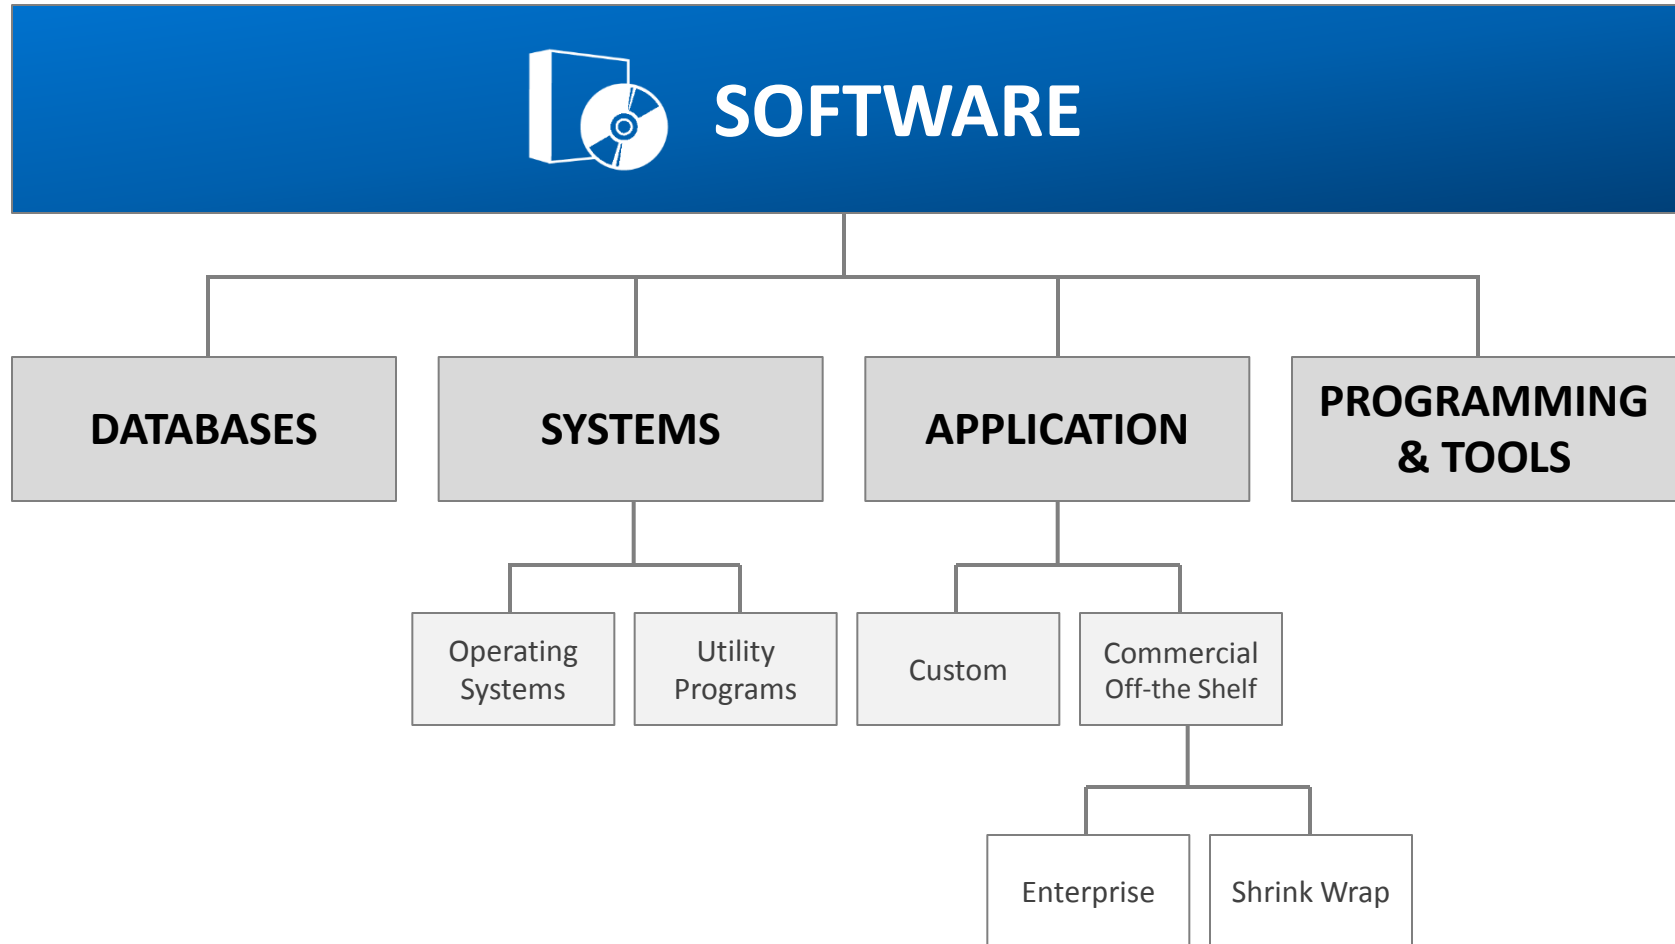 SOFTWARE
DATABASES
SYSTEMS
APPLICATION
PROGRAMMING
& TOOLS
Operating
Systems
Utility
Programs
Custom
Commercial
Off-the Shelf
Enterprise
Shrink Wrap